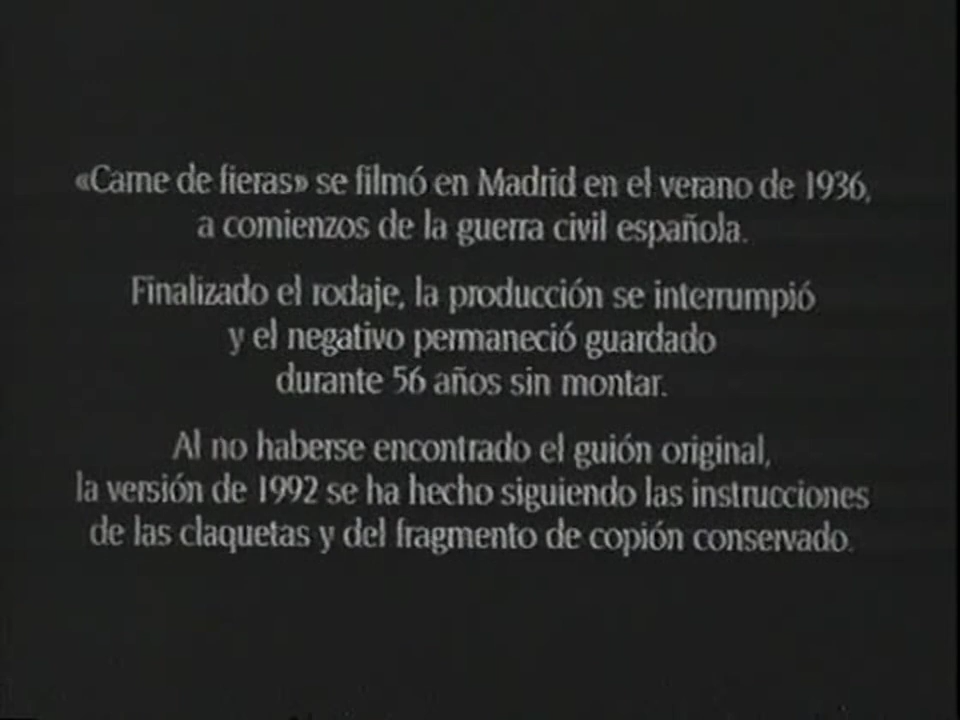 «Carne de fieras» se filmó en Madrid en el verano de 1936,
a comienzos de la guerra civil española.
Finalizado el rodaje, la producción se interrumpió
y el negativo permaneció guardado
durante 56 años sin montar.
Al no haberse encontrado el guión original,
la versión de 1992 se ha hecho siguiendo las instrucciones
de las claquetas y del fragmento de copión conservado.